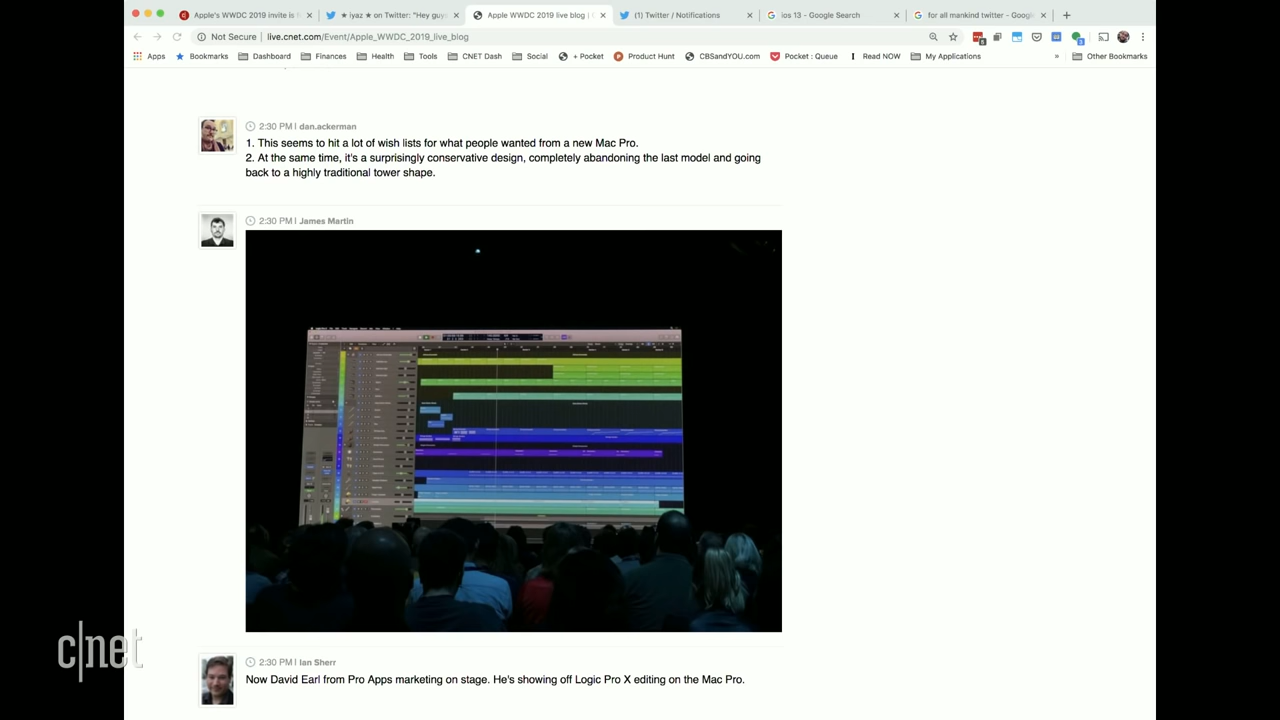 Apple's WWDC 2019 invite is
★ iyaz ★ on Twitter: "Hey guy
Apple WWDC 2019 live blog |
(1) Twitter / Notifications
ios 13 - Google Search
for all mankind twitter - Goog
Not Secure | live.cnet.com/Event/Apple_WWDC_2019_live_blog
Apps Bookmarks Dashboard Finances Health Tools CNET Dash Social + Pocket Product Hunt CBSandYOU.com Pocket : Queue Read NOW My Applications » Other Bookmarks
2:30 PM | dan.ackerman
1. This seems to hit a lot of wish lists for what people wanted from a new Mac Pro.
2. At the same time, it's a surprisingly conservative design, completely abandoning the last model and going
back to a highly traditional tower shape.
2:30 PM | James Martin
c|net
2:30 PM | Ian Sherr
Now David Earl from Pro Apps marketing on stage. He's showing off Logic Pro X editing on the Mac Pro.